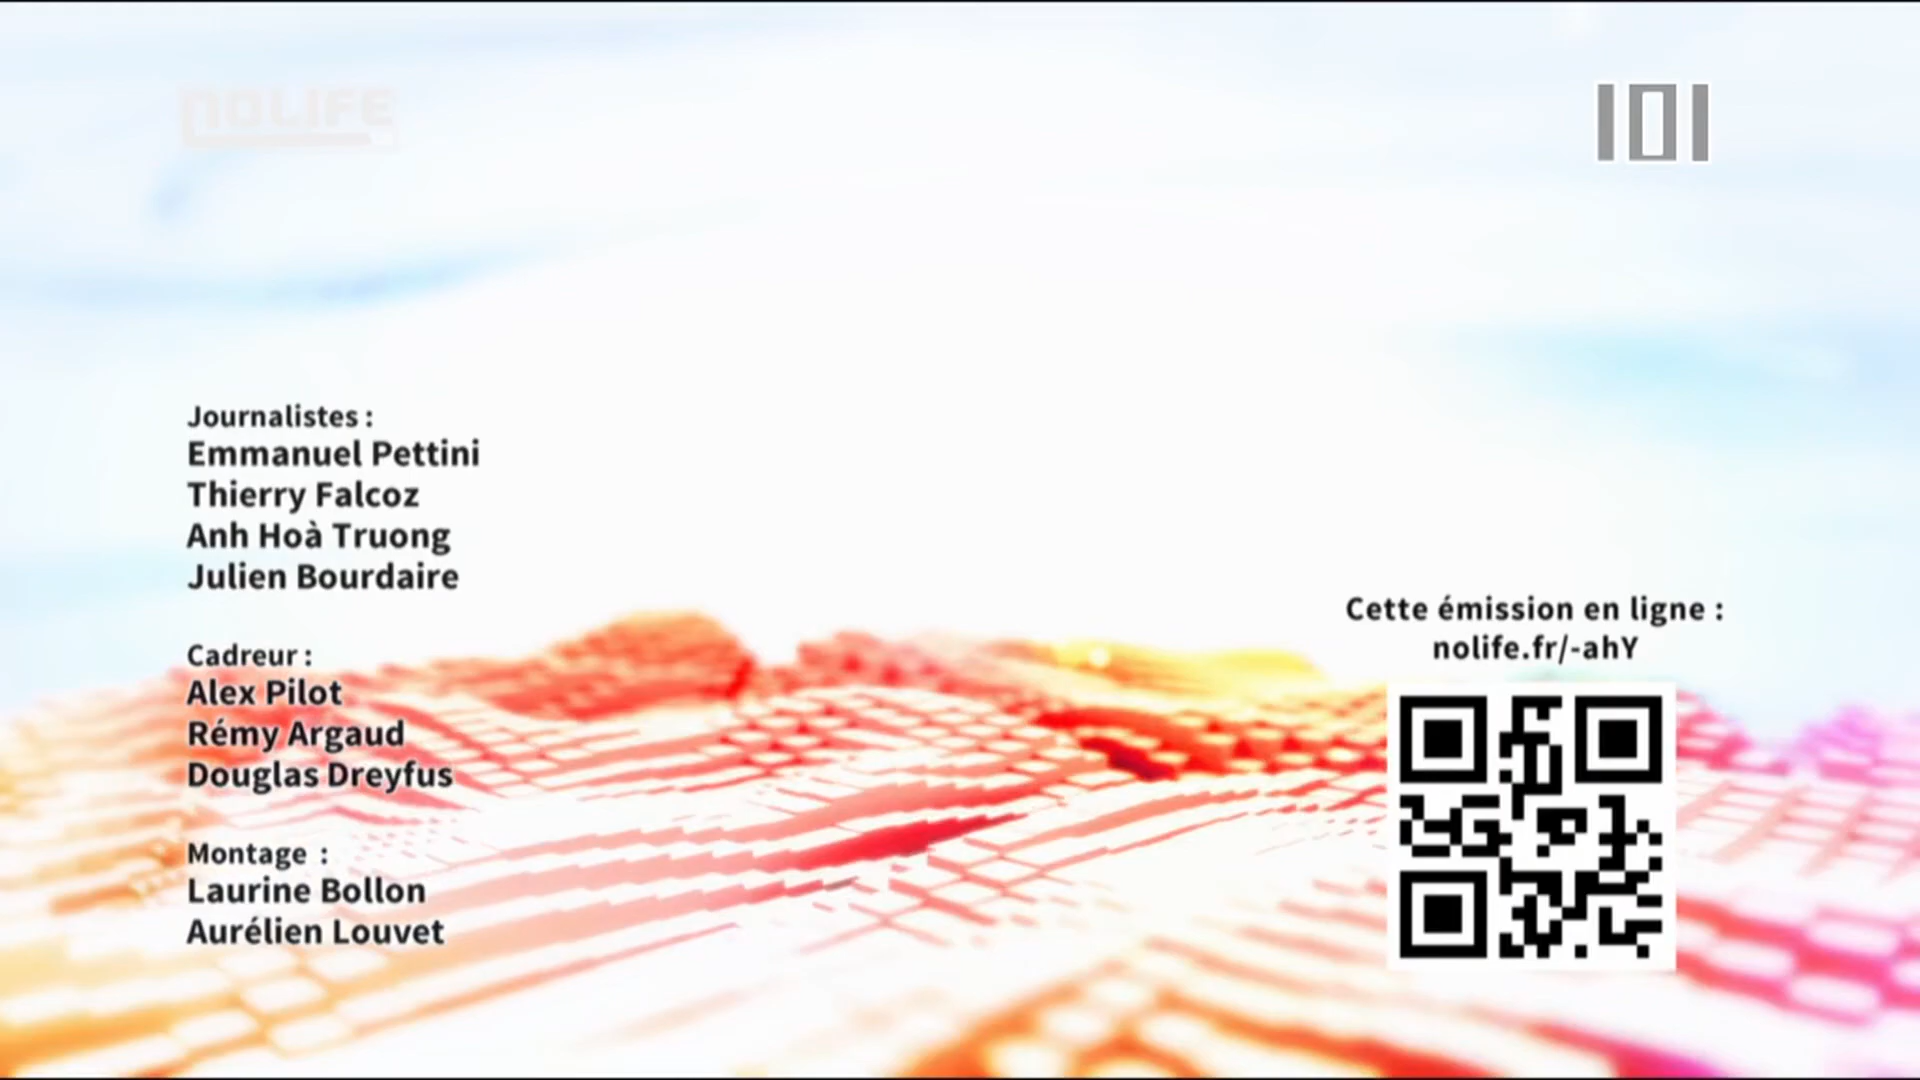 NOLIFE
101
Journalistes :
Emmanuel Pettini
Thierry Falcoz
Anh Hoà Truong
Julien Bourdaire
Cadreur :
Alex Pilot
Rémy Argaud
Douglas Dreyfus
Montage :
Laurine Bollon
Aurélien Louvet
Cette émission en ligne :
nolife.fr/-ahY